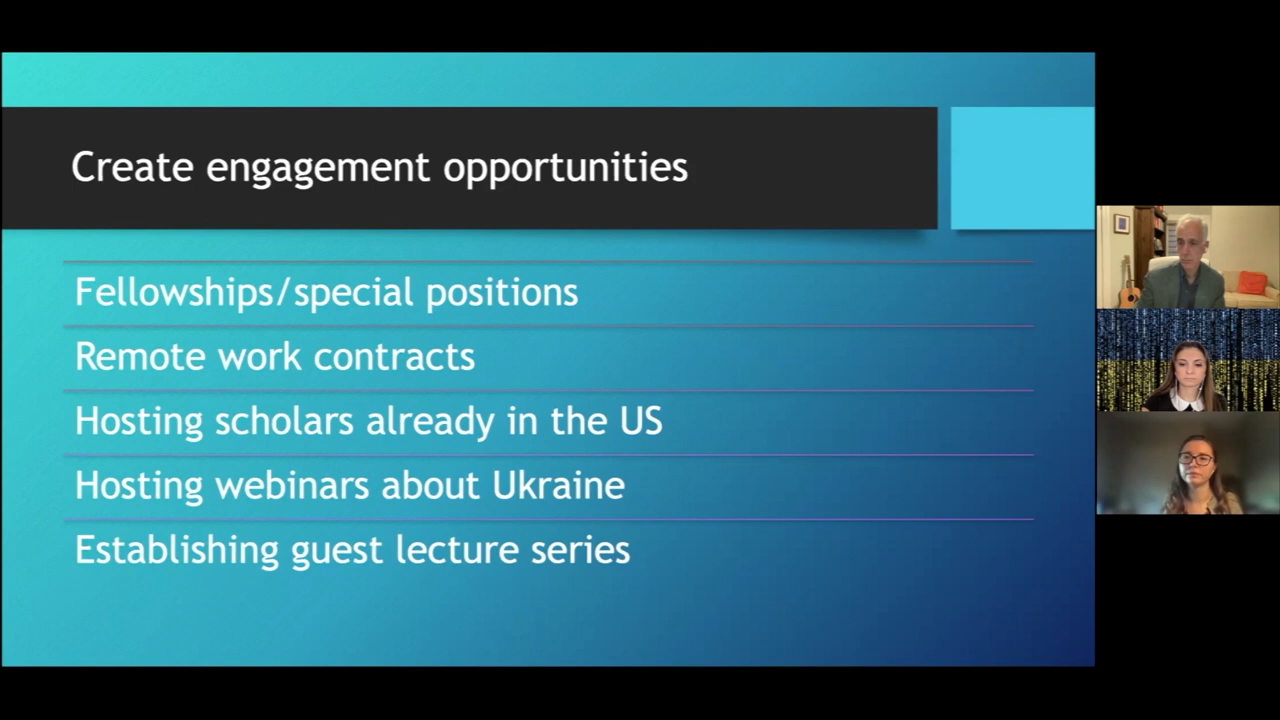 Create engagement opportunities
Fellowships/special positions
Remote work contracts
Hosting scholars already in the US
Hosting webinars about Ukraine
Establishing guest lecture series